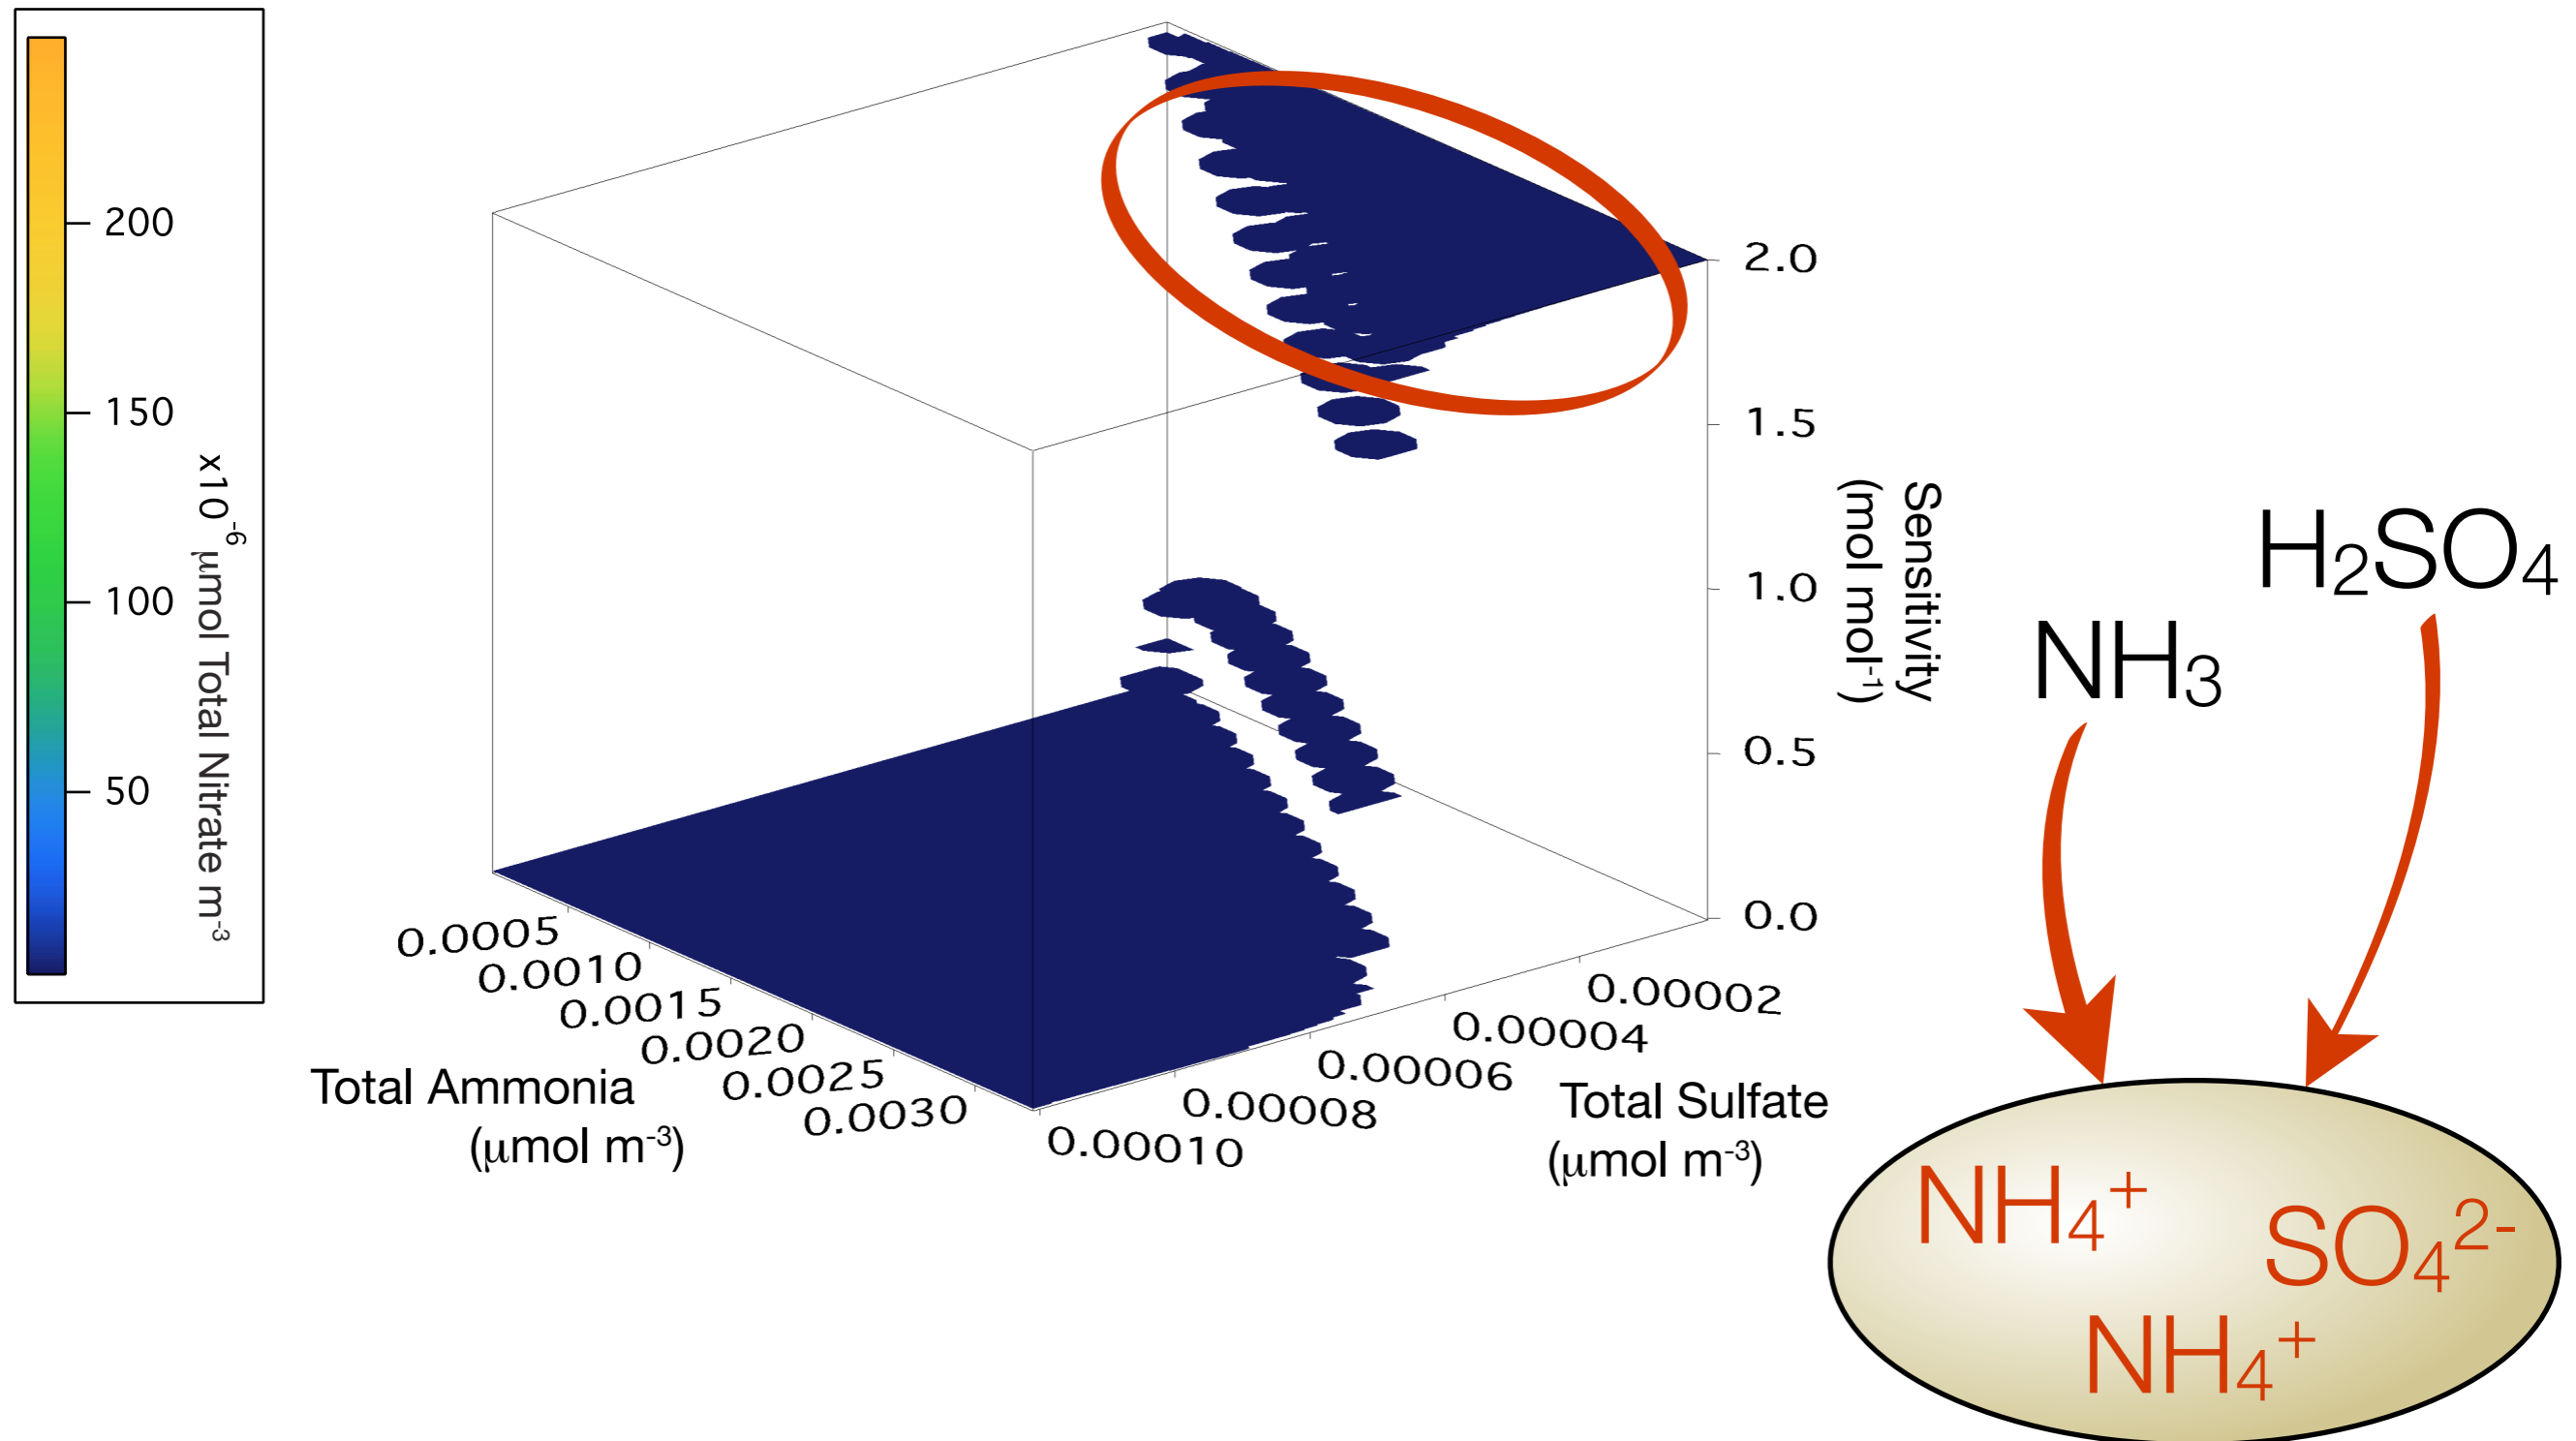 200
150
100
50
x10⁻⁶ μmol Total Nitrate m⁻³
2.0
1.5
1.0
0.5
0.0
Sensitivity
(mol mol⁻¹)
0.0005
0.0010
0.0015
0.0020
0.0025
0.0030
Total Ammonia
(μmol m⁻³)
0.00002
0.00004
0.00006
0.00008
0.00010
Total Sulfate
(μmol m⁻³)
H₂SO₄
NH₃
NH₄⁺
SO₄²⁻
NH₄⁺